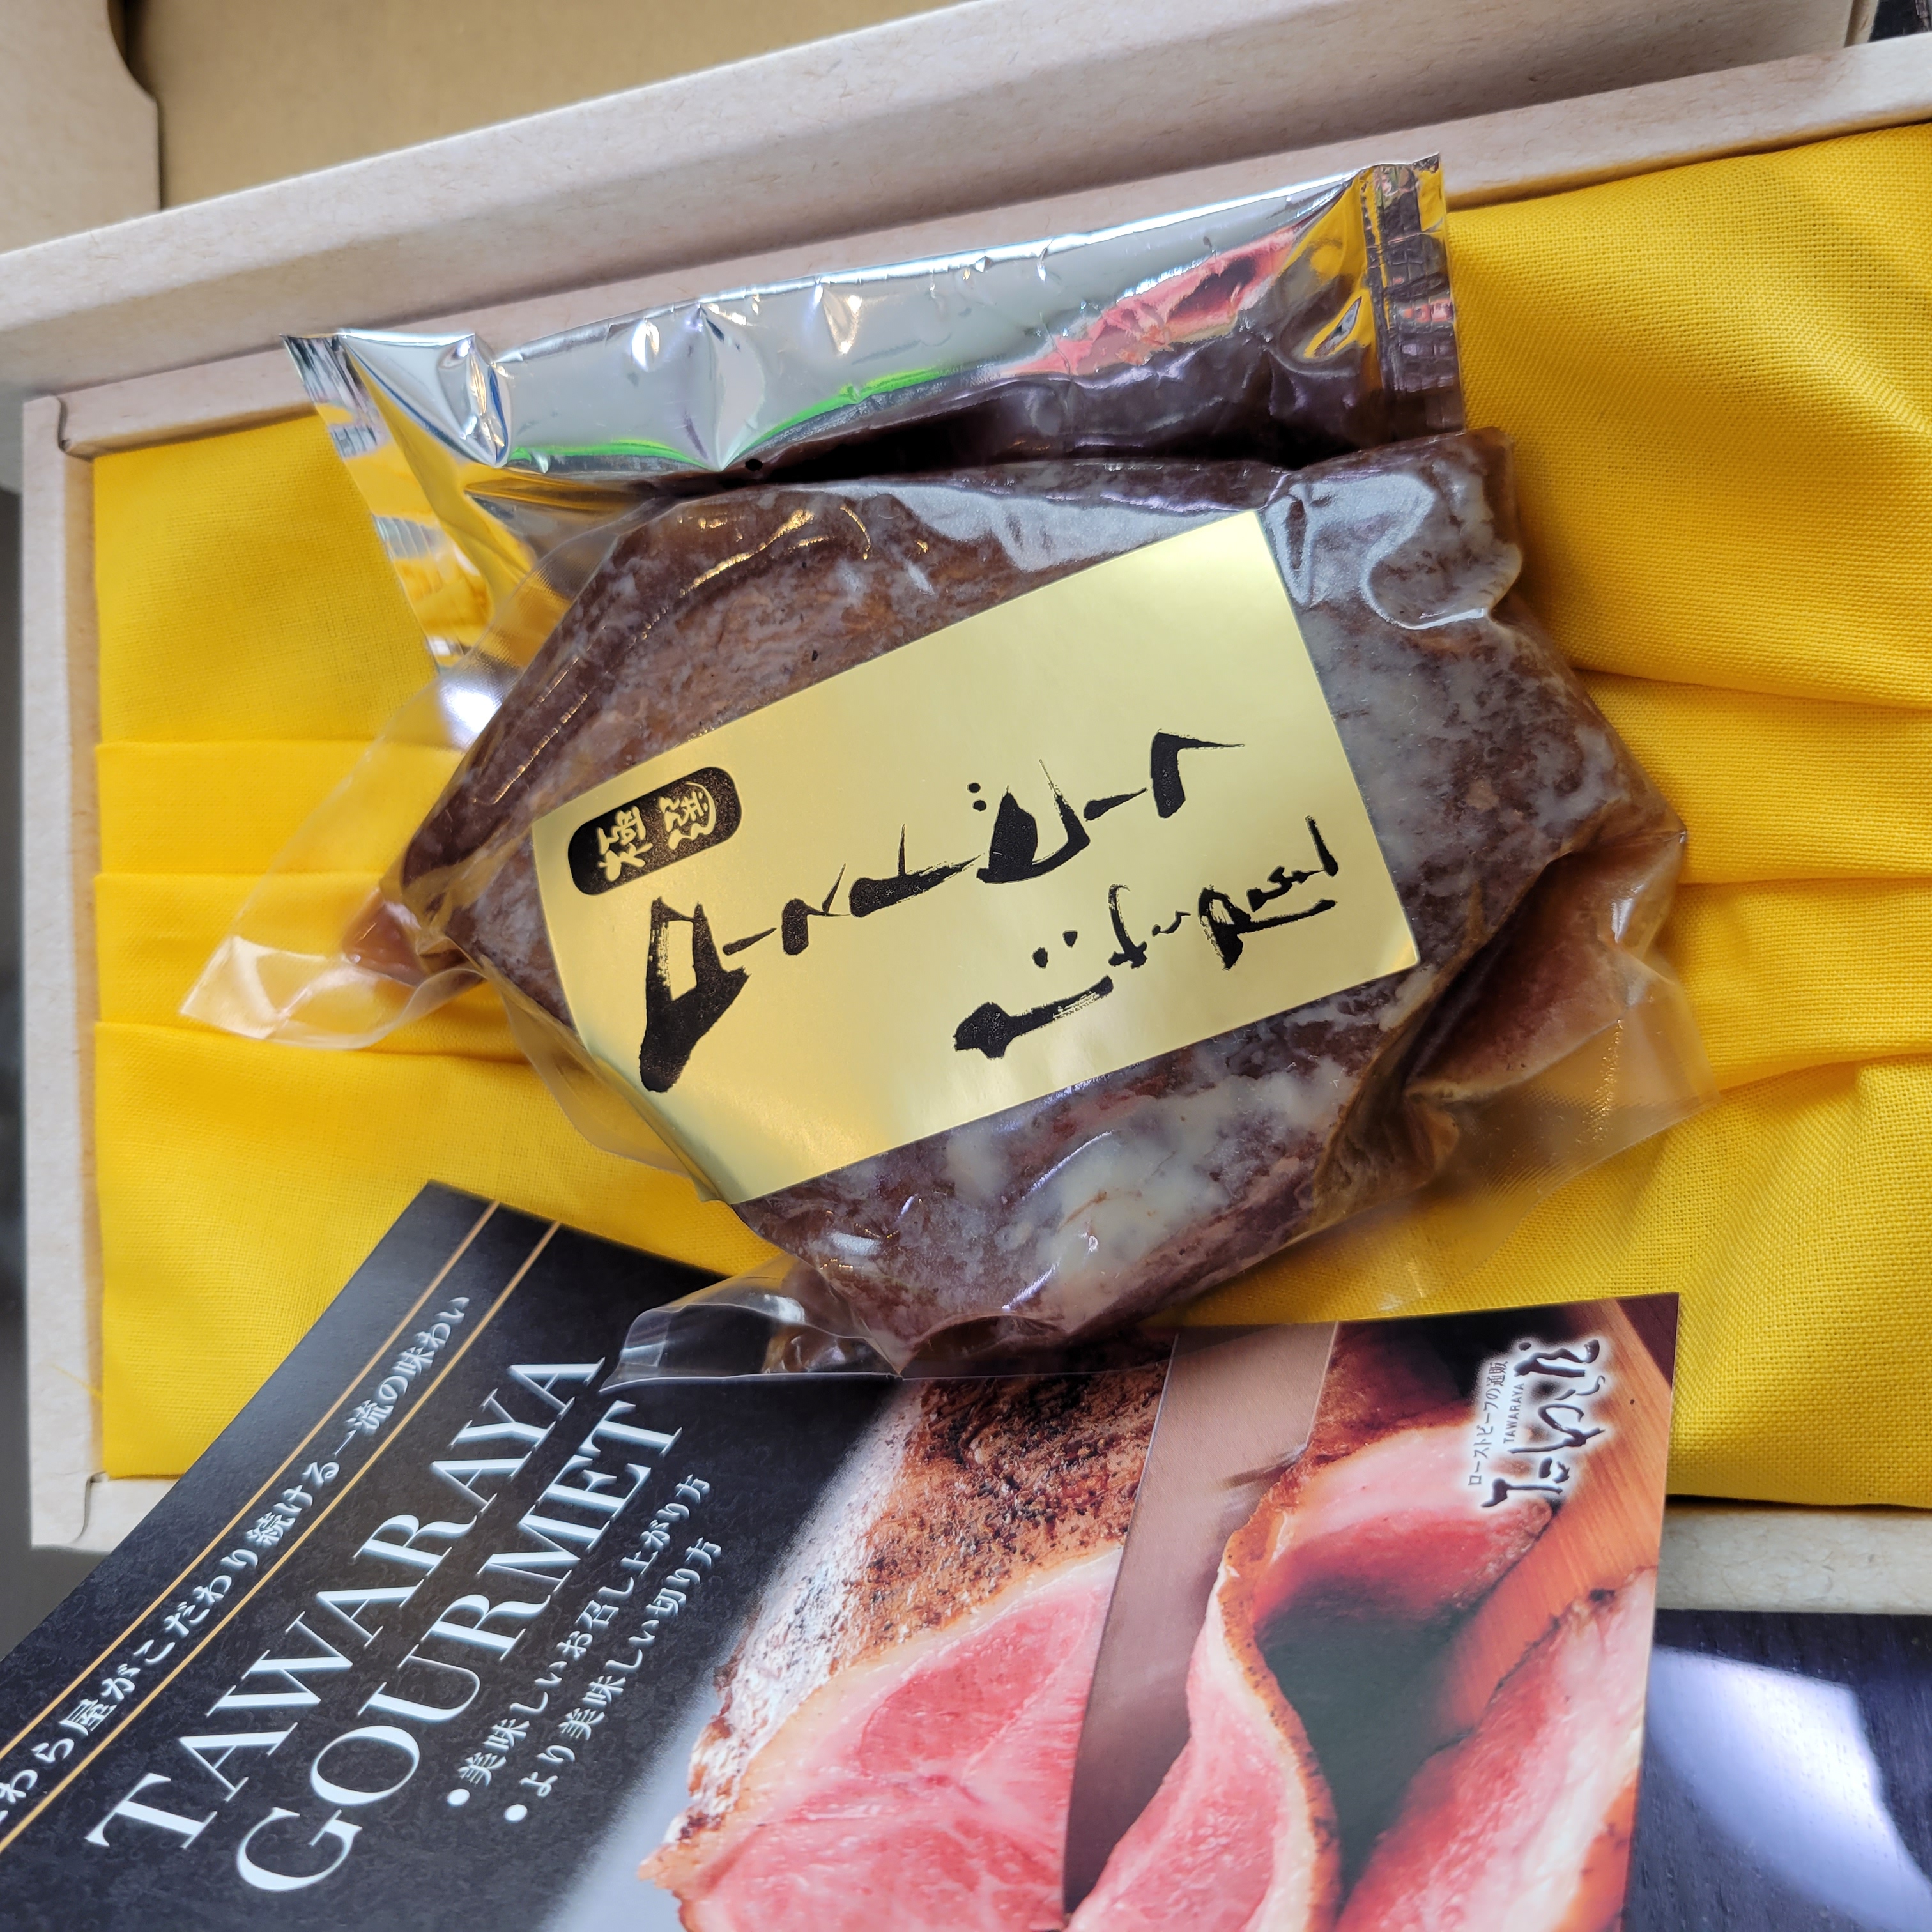 極選
ローストビーフ
たわら屋がこだわり続ける一流の味わい
TAWARAYA
GOURMET
•美味しいお召し上がり方
•より美味しい切り方
ローストビーフの通販
TAWARAYA
たわら屋